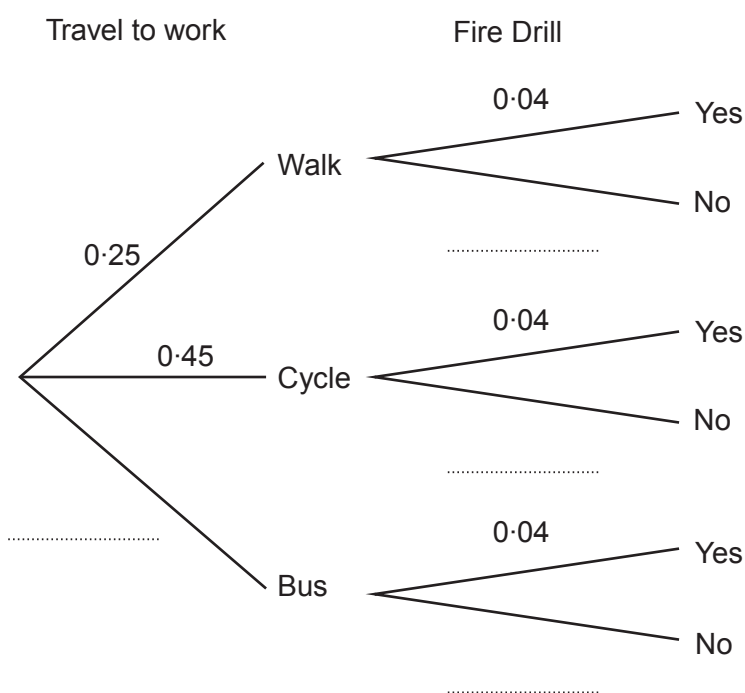 Travel to work
Fire Drill
0·04
Yes
Walk
No
0·25
0·04
Yes
0·45
Cycle
No
0·04
Yes
Bus
No